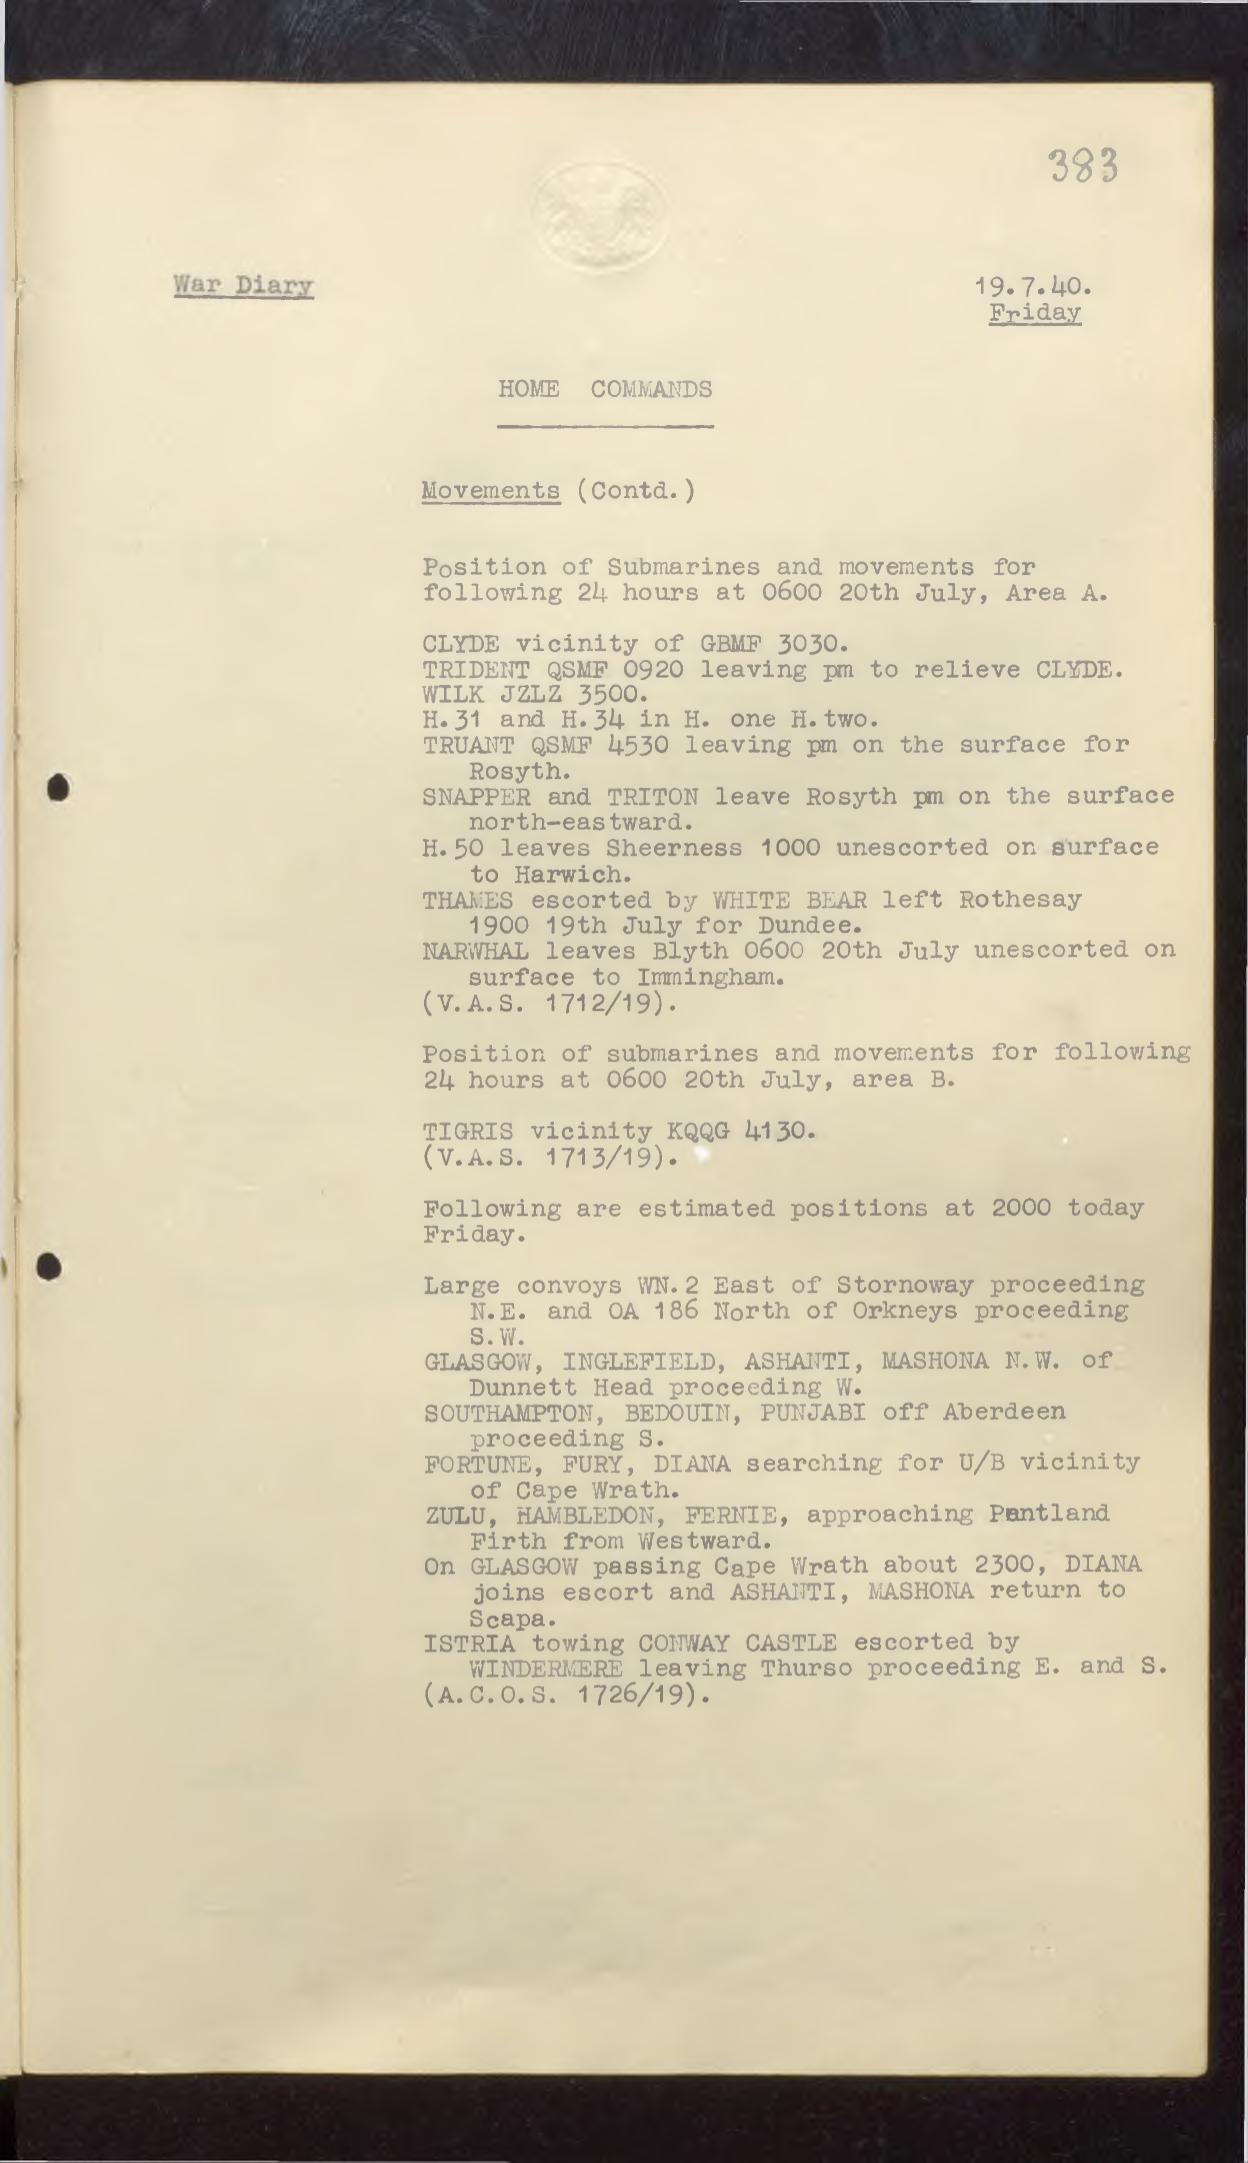 383
War Diary
19.7.40.
Friday
HOME COMMANDS
Movements (Contd.)
Position of Submarines and movements for
following 24 hours at 0600 20th July, Area A.
CLYDE vicinity of GBMF 3030.
TRIDENT QSMF 0920 leaving pm to relieve CLYDE.
WILK JZLZ 3500.
H.31 and H.34 in H. one H.two.
TRUANT QSMF 4530 leaving pm on the surface for
Rosyth.
SNAPPER and TRITON leave Rosyth pm on the surface
north-eastward.
H.50 leaves Sheerness 1000 unescorted on surface
to Harwich.
THAMES escorted by WHITE BEAR left Rothesay
1900 19th July for Dundee.
NARWHAL leaves Blyth 0600 20th July unescorted on
surface to Immingham.
(V.A.S. 1712/19).
Position of submarines and movements for following
24 hours at 0600 20th July, area B.
TIGRIS vicinity KQQG 4130.
(V.A.S. 1713/19).
Following are estimated positions at 2000 today
Friday.
Large convoys WN.2 East of Stornoway proceeding
N.E. and OA 186 North of Orkneys proceeding
S.W.
GLASGOW, INGLEFIELD, ASHANTI, MASHONA N.W. of
Dunnett Head proceeding W.
SOUTHAMPTON, BEDOUIN, PUNJABI off Aberdeen
proceeding S.
FORTUNE, FURY, DIANA searching for U/B vicinity
of Cape Wrath.
ZULU, HAMBLEDON, FERNIE, approaching Pentland
Firth from Westward.
On GLASGOW passing Cape Wrath about 2300, DIANA
joins escort and ASHANTI, MASHONA return to
Scapa.
ISTRIA towing CONWAY CASTLE escorted by
WINDERMERE leaving Thurso proceeding E. and S.
(A.C.O.S. 1726/19).